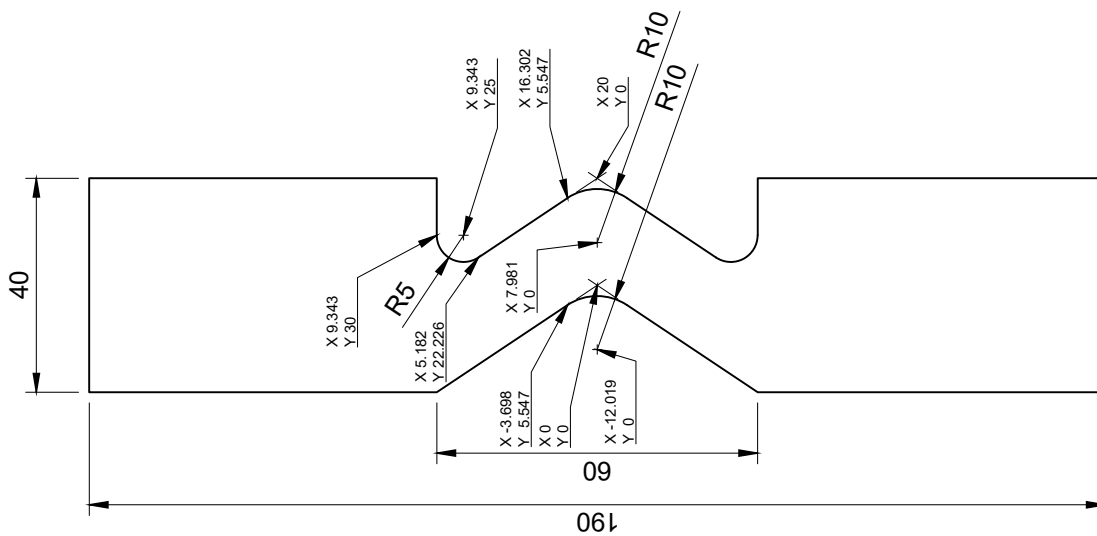 40
R10
R10
X 9.343
Y 25
X 16.302
Y 5.547
X 20
Y 0
X 9.343
Y 30
R5
X 5.182
Y 22.226
X 7.981
Y 0
X -3.698
Y 5.547
X 0
Y 0
X -12.019
Y 0
60
190